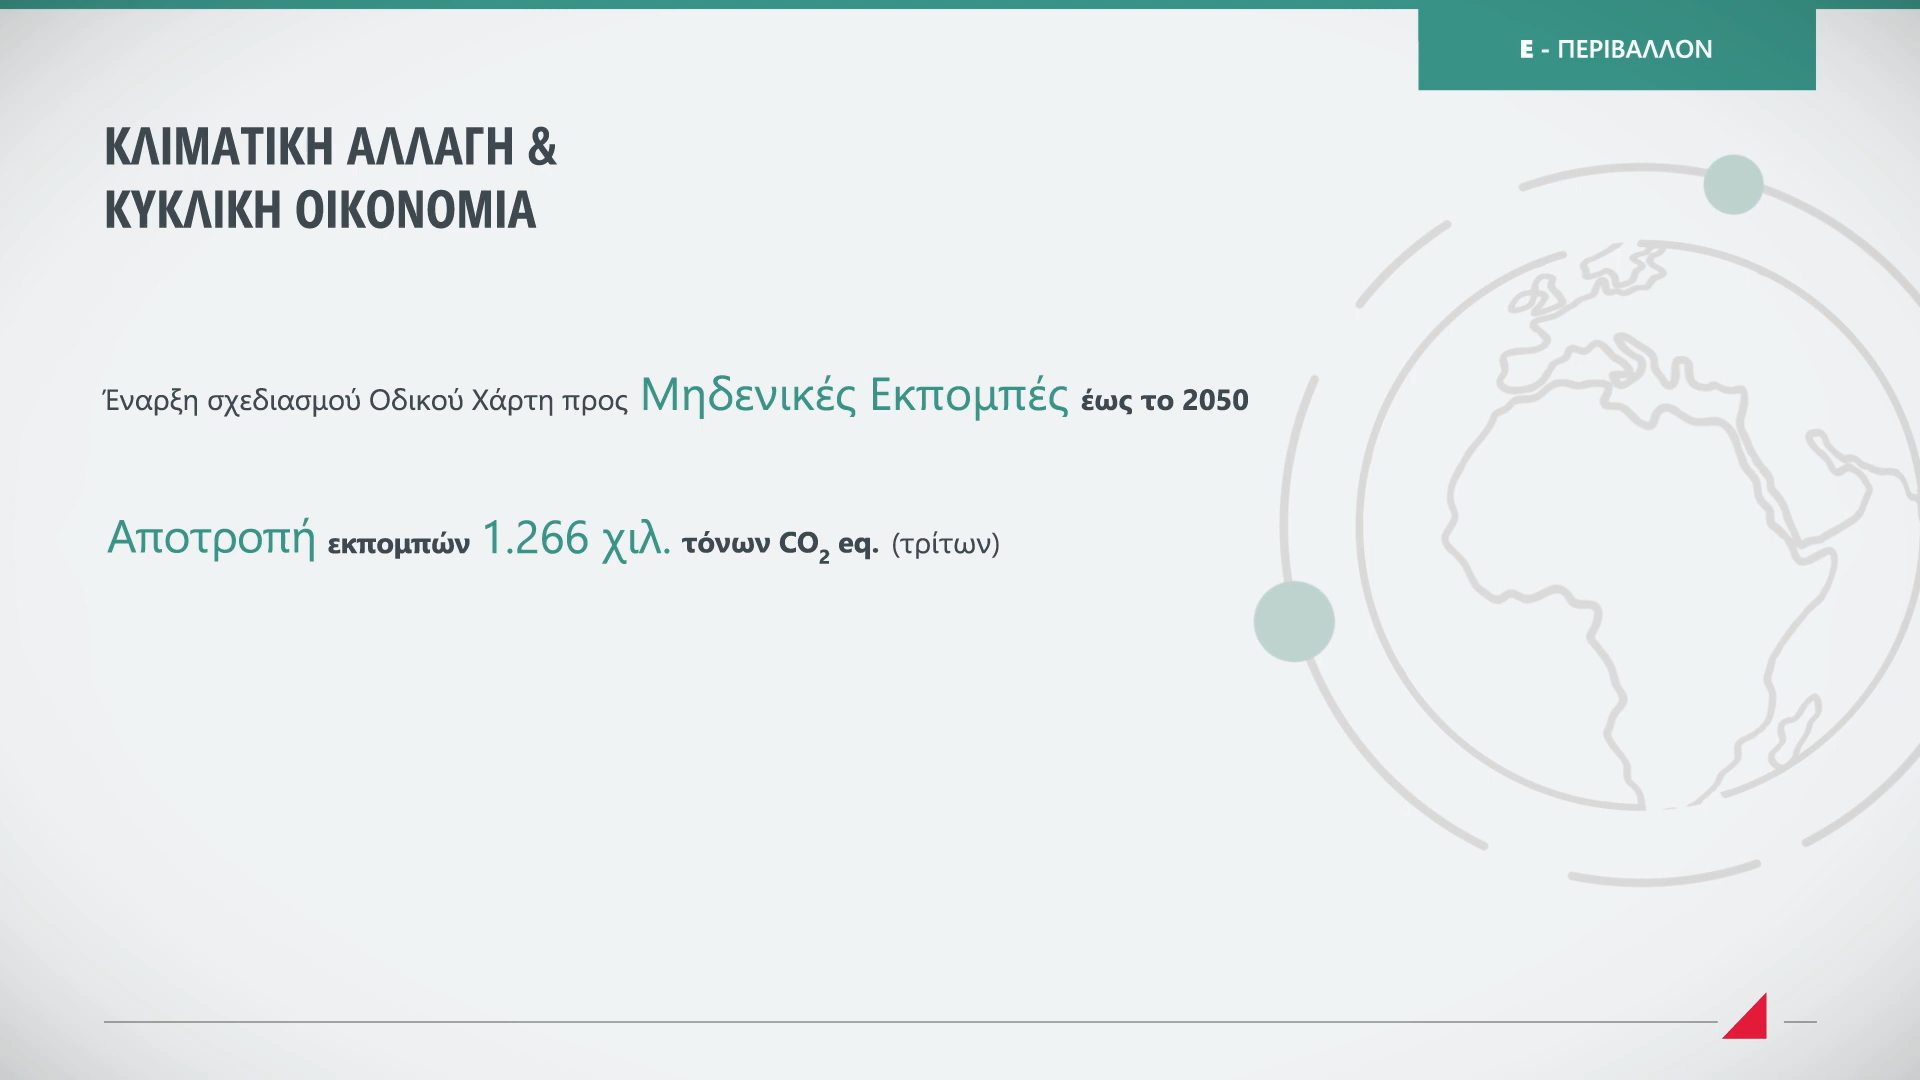 E - ΠΕΡΙΒΑΛΛΟΝ
ΚΛΙΜΑΤΙΚΗ ΑΛΛΑΓΗ &
ΚΥΚΛΙΚΗ ΟΙΚΟΝΟΜΙΑ
Έναρξη σχεδιασμού Οδικού Χάρτη προς Μηδενικές Εκπομπές έως το 2050
Αποτροπή εκπομπών 1.266 χιλ. τόνων CO₂ eq. (τρίτων)